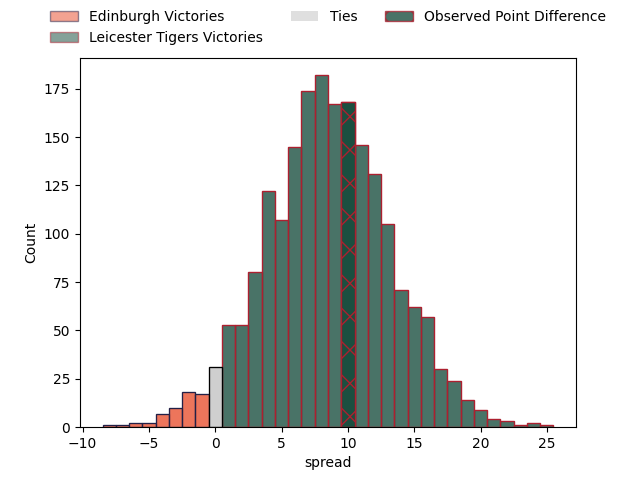 Edinburgh Victories
Leicester Tigers Victories
Ties
Observed Point Difference
Count
175
150
125
100
75
50
25
0
−10
−5
0
5
10
15
20
25
spread